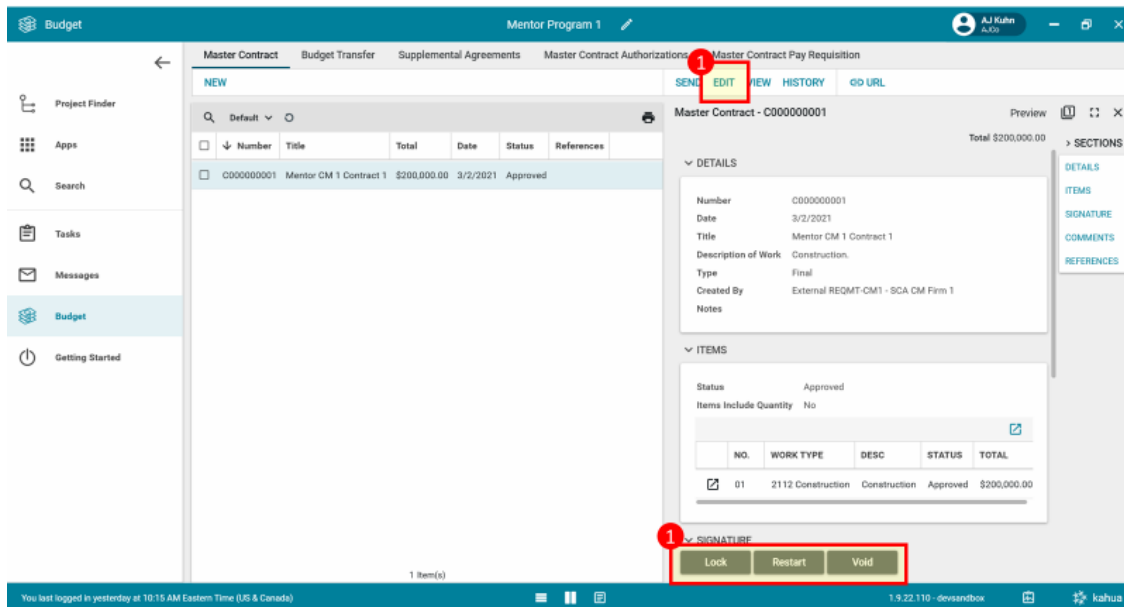 Budget
Mentor Program 1
AJ Kuhn
AJCo
Master Contract Budget Transfer Supplemental Agreements Master Contract Authorizations Master Contract Pay Requisition
1
NEW
SEND EDIT VIEW HISTORY URL
Project Finder
Apps
Search
Tasks
Messages
Budget
Getting Started
Default
Number Title Total Date Status References
C000000001 Mentor CM 1 Contract 1 $200,000.00 3/2/2021 Approved
1 Item(s)
Master Contract - C000000001 Preview
Total $200,000.00
DETAILS
Number C000000001
Date 3/2/2021
Title Mentor CM 1 Contract 1
Description of Work Construction.
Type Final
Created By External REQMT-CM1 - SCA CM Firm 1
Notes
ITEMS
Status Approved
Items Include Quantity No
NO. WORK TYPE DESC STATUS TOTAL
01 2112 Construction Construction Approved $200,000.00
1
SIGNATURE
Lock Restart Void
> SECTIONS
DETAILS
ITEMS
SIGNATURE
COMMENTS
REFERENCES
You last logged in yesterday at 10:15 AM Eastern Time (US & Canada)
1.9.22.110 - devsandbox
kahua